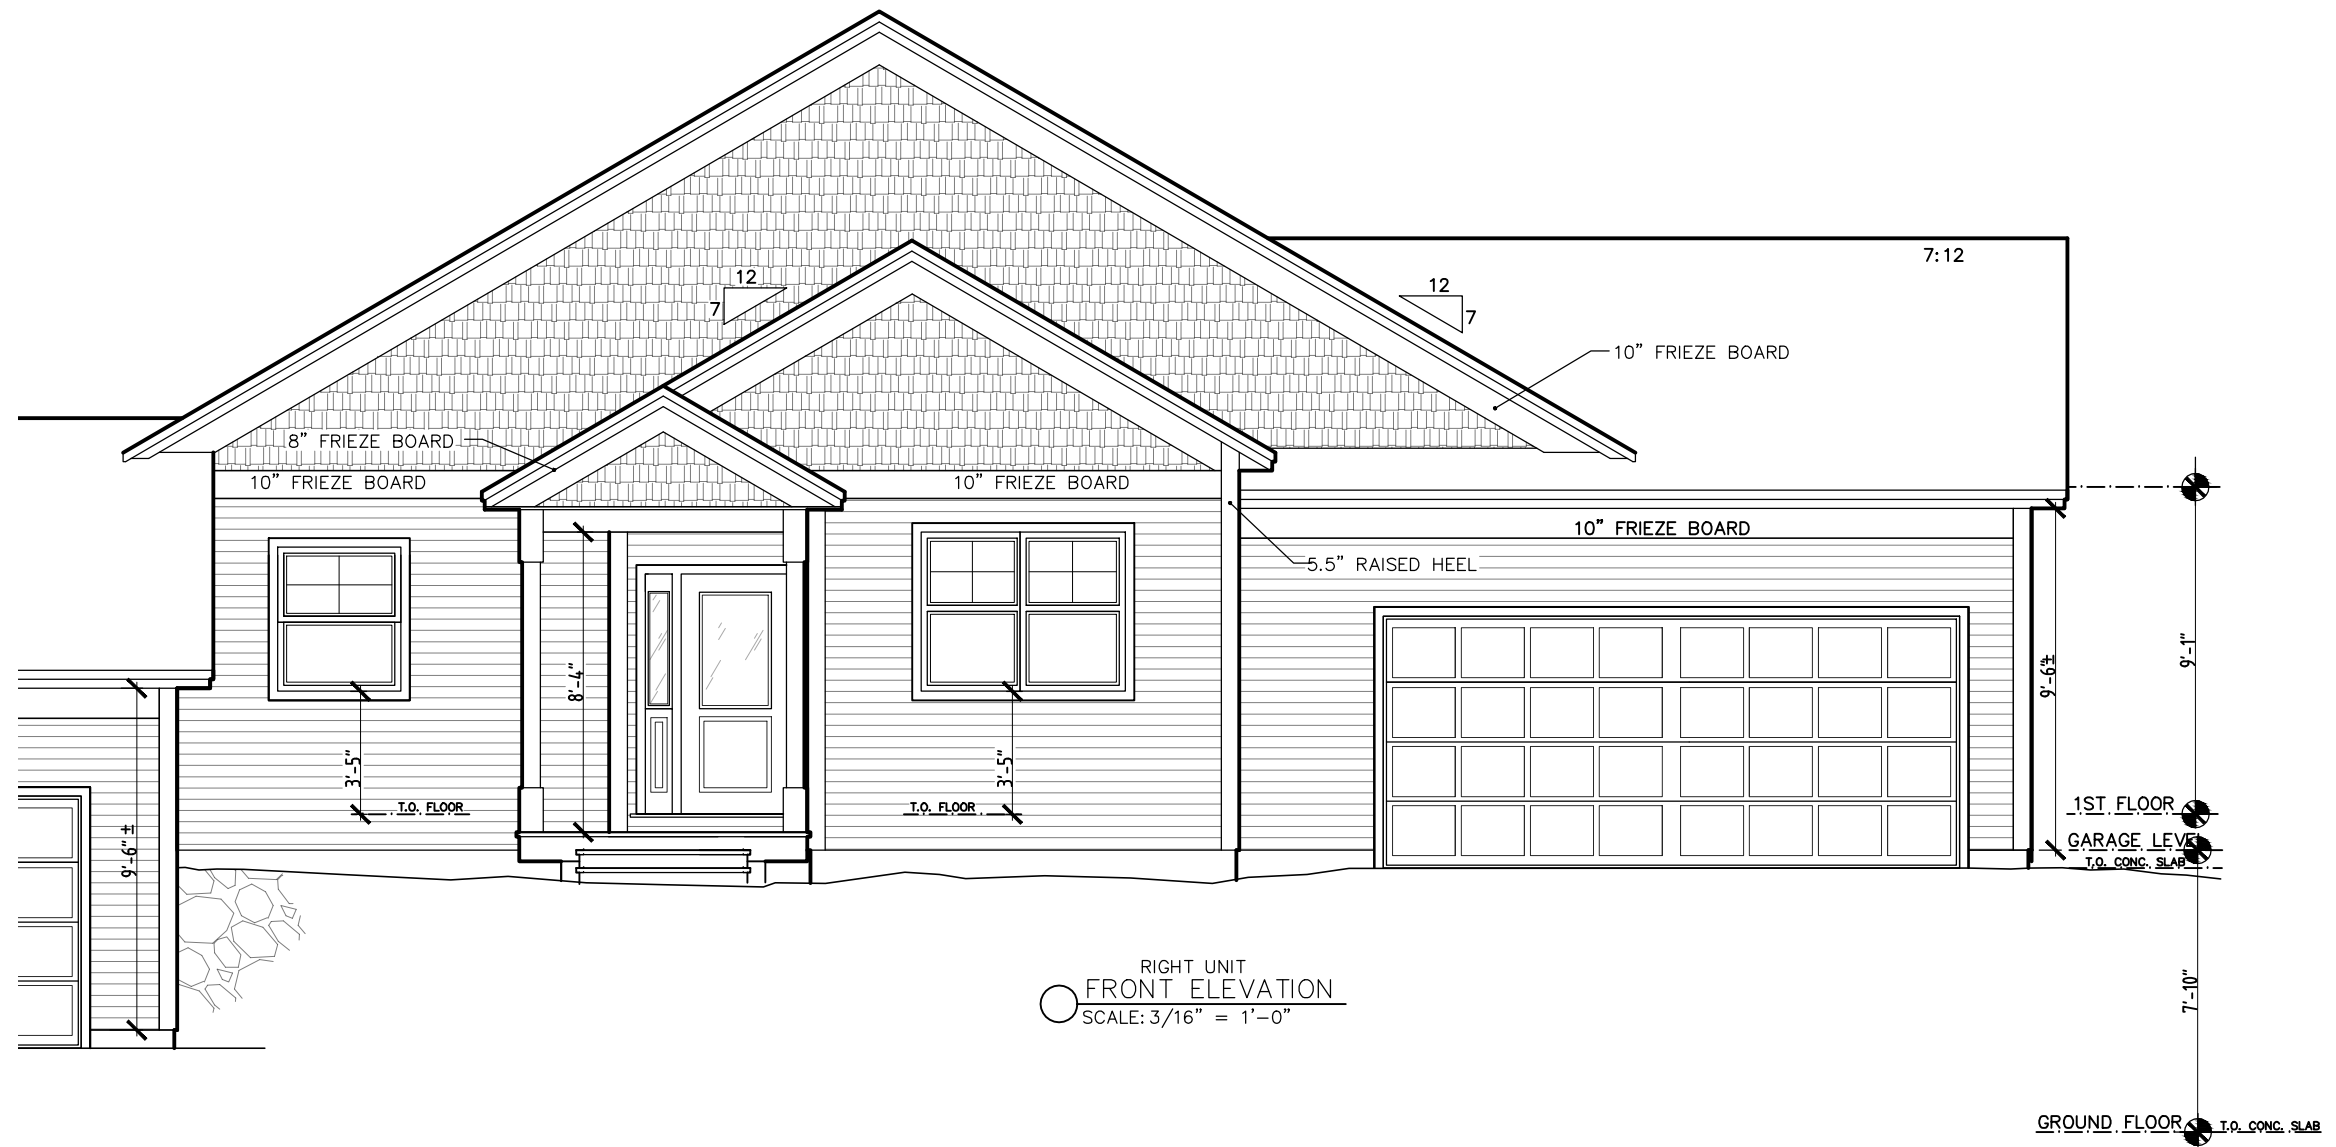 7:12
12
7
12
7
10" FRIEZE BOARD
8" FRIEZE BOARD
10" FRIEZE BOARD
10" FRIEZE BOARD
10" FRIEZE BOARD
5.5" RAISED HEEL
9'-1"
9'-6"±
8'-4"
3'-5"
3'-5"
T.O. FLOOR
T.O. FLOOR
1ST FLOOR
GARAGE LEVEL
T.O. CONC. SLAB
9'-6" ±
RIGHT UNIT
FRONT ELEVATION
SCALE: 3/16" = 1'-0"
7'-10"
GROUND FLOOR
T.O. CONC. SLAB